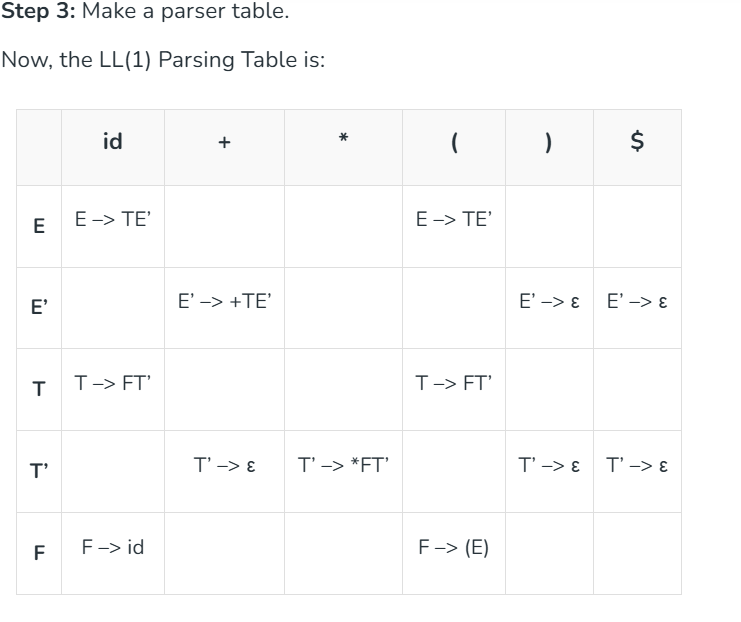 Step 3: Make a parser table.
Now, the LL(1) Parsing Table is:
id + * ( ) $
E E –> TE’ E –> TE’
E’ E’ –> +TE’ E’ –> ε E’ –> ε
T T –> FT’ T –> FT’
T’ T’ –> ε T’ –> *FT’ T’ –> ε T’ –> ε
F F –> id F –> (E)